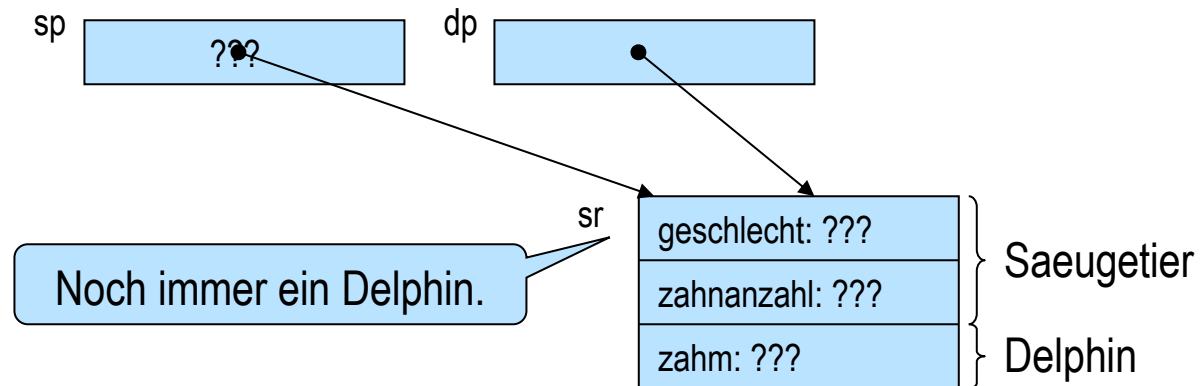 sp
???
dp
sr
geschlecht: ???
zahnanzahl: ???
zahm: ???
Saeugetier
Delphin
Noch immer ein Delphin.